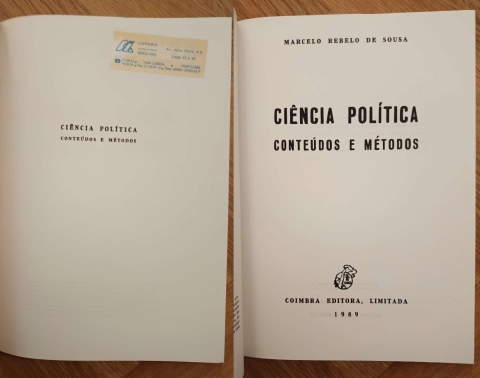 CIÊNCIA POLÍTICA
CONTEÚDOS E MÉTODOS
MARCELO REBELO DE SOUSA
CIÊNCIA POLÍTICA
CONTEÚDOS E MÉTODOS
COIMBRA EDITORA, LIMITADA
1989